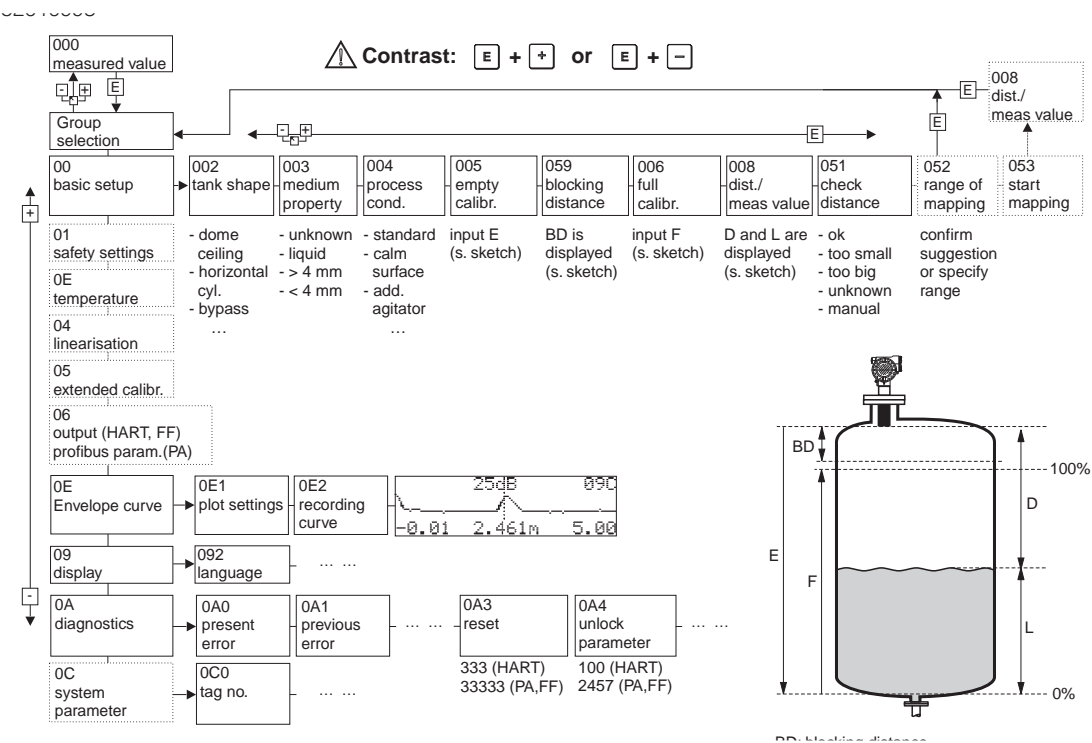 000
measured value
Contrast: E + + or E + −
- +
E
E
008
dist./
meas value
Group
selection
- +
E
E
00
basic setup
002
tank shape
003
medium
property
004
process
cond.
005
empty
calibr.
059
blocking
distance
006
full
calibr.
008
dist./
meas value
051
check
distance
052
range of
mapping
053
start
mapping
+
- dome
ceiling
- horizontal
cyl.
- bypass
…
- unknown
- liquid
- > 4 mm
- < 4 mm
- standard
- calm
surface
- add.
agitator
…
input E
(s. sketch)
BD is
displayed
(s. sketch)
input F
(s. sketch)
D and L are
displayed
(s. sketch)
- ok
- too small
- too big
- unknown
- manual
confirm
suggestion
or specify
range
01
safety settings
0E
temperature
04
linearisation
05
extended calibr.
06
output (HART, FF)
profibus param.(PA)
0E
Envelope curve
0E1
plot settings
0E2
recording
curve
25dB 09C
-0.01 2.461m 5.00
09
display
092
language
… …
-
0A
diagnostics
0A0
present
error
0A1
previous
error
… …
0A3
reset
0A4
unlock
parameter
… …
333 (HART)
33333 (PA,FF)
100 (HART)
2457 (PA,FF)
0C
system
parameter
0C0
tag no.
… …
BD
100%
D
E
F
L
0%
BD: blocking distance